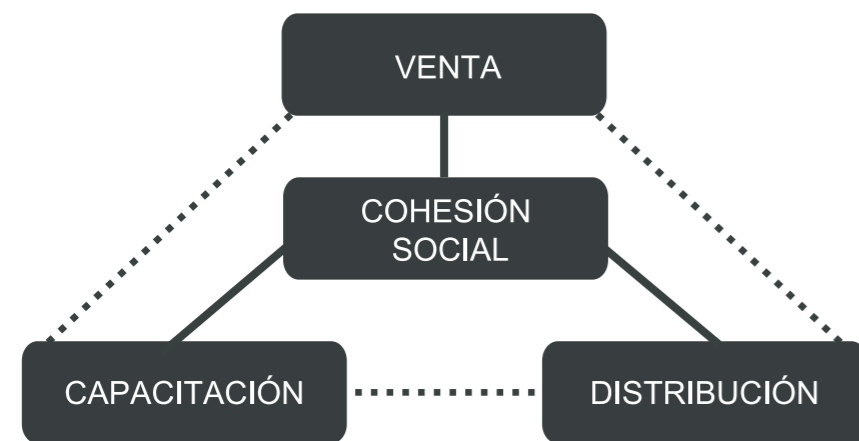 VENTA
COHESIÓN
SOCIAL
CAPACITACIÓN
DISTRIBUCIÓN